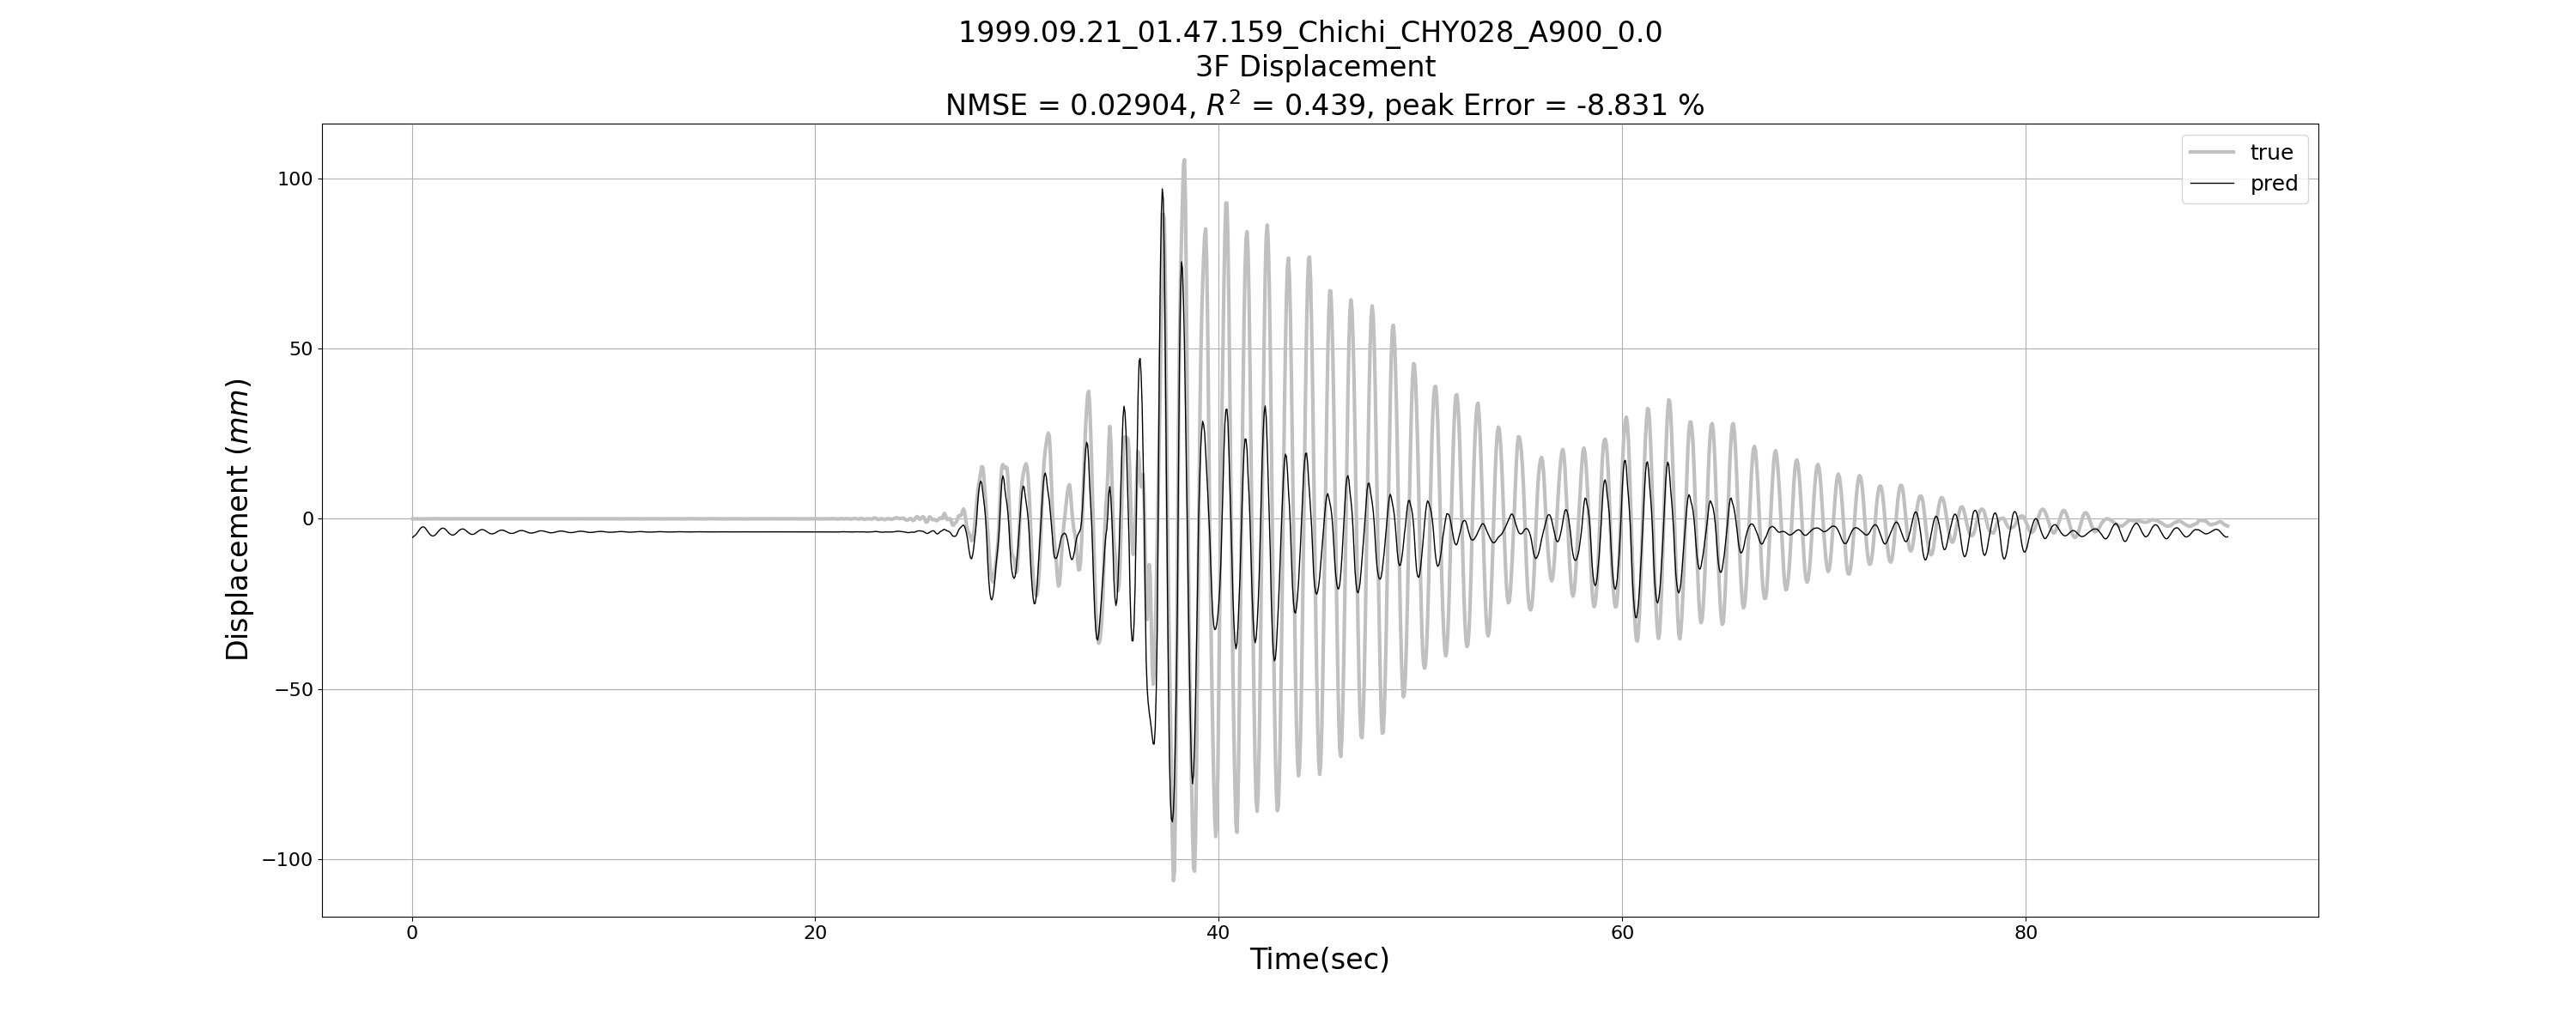 1999.09.21_01.47.159_Chichi_CHY028_A900_0.0
3F Displacement
NMSE = 0.02904, R² = 0.439, peak Error = -8.831 %
true
pred
100
50
0
−50
−100
Displacement (mm)
0
20
40
60
80
Time(sec)